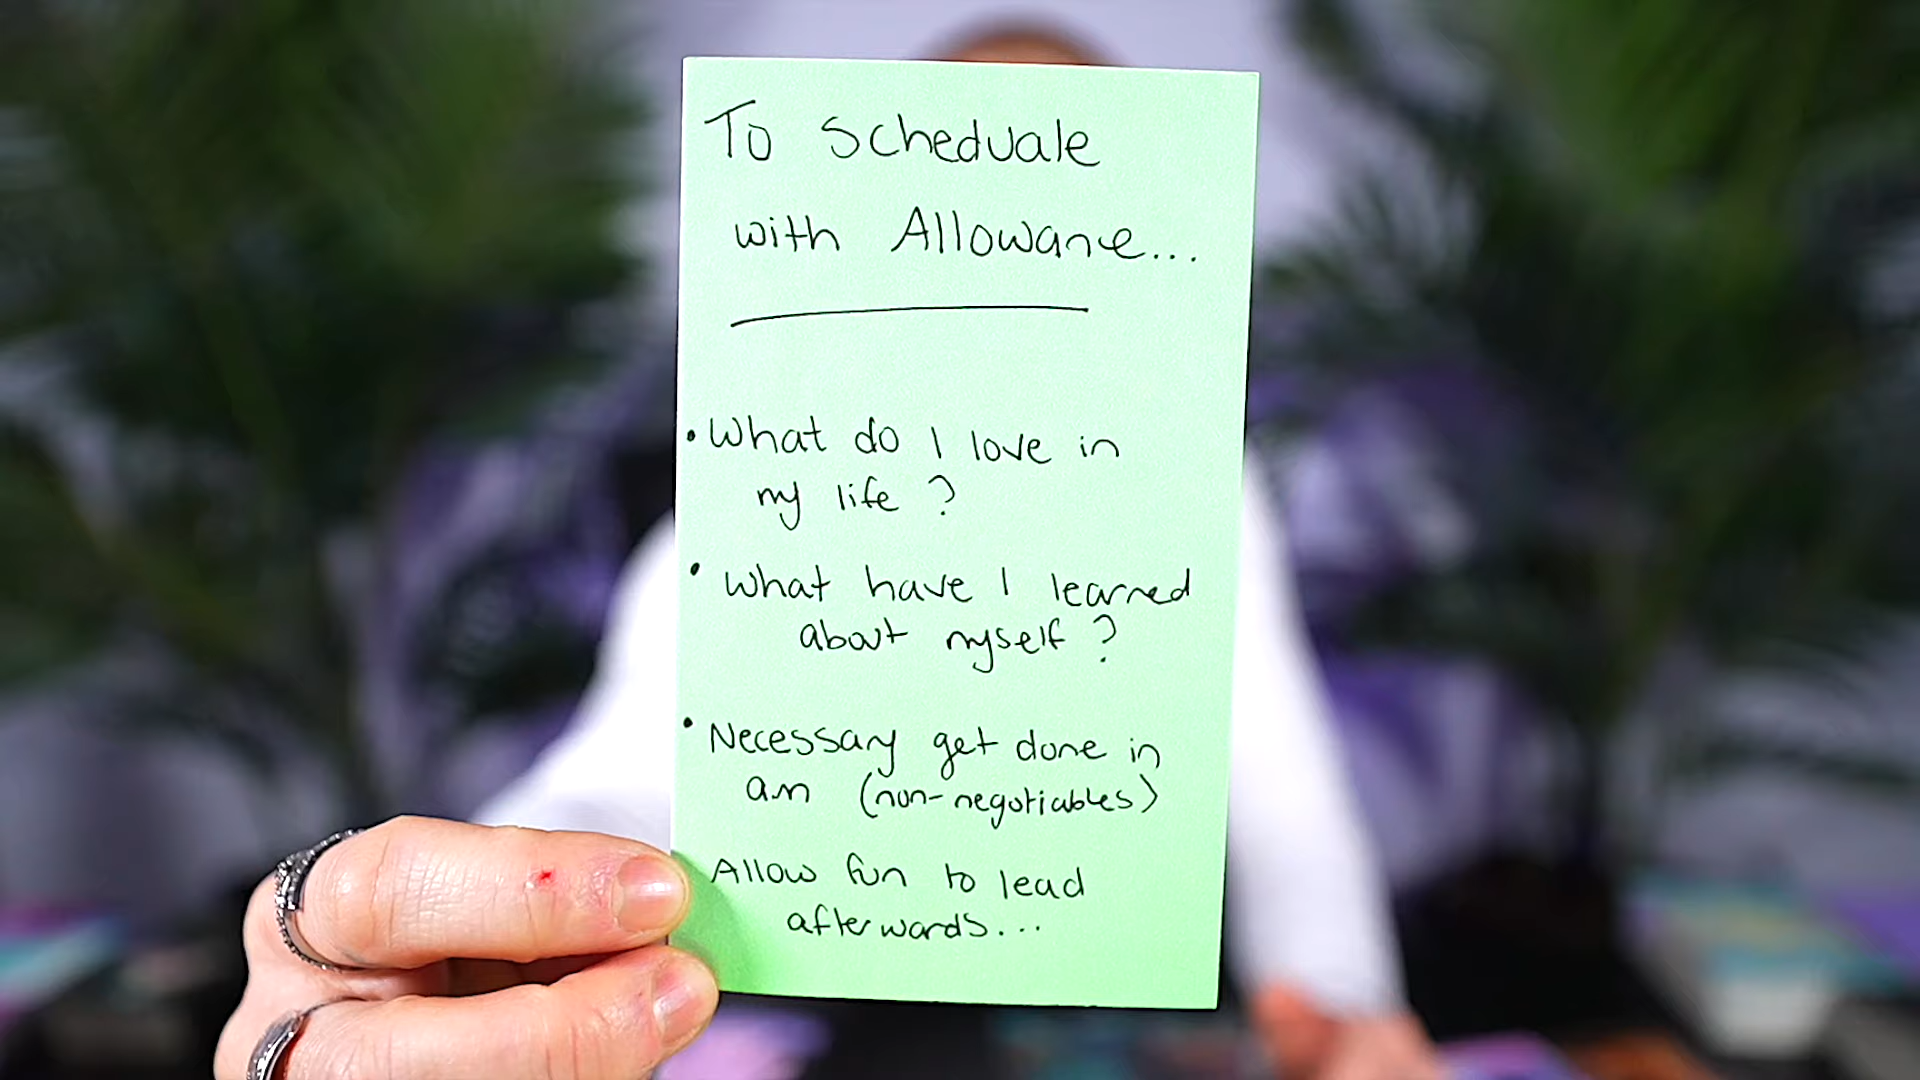 To Scheduale
with Allowane...
• What do I love in
my life ?
• What have I learned
about myself ?
• Necessary get done in
am (non-negotiables)
Allow fun to lead
afterwards...